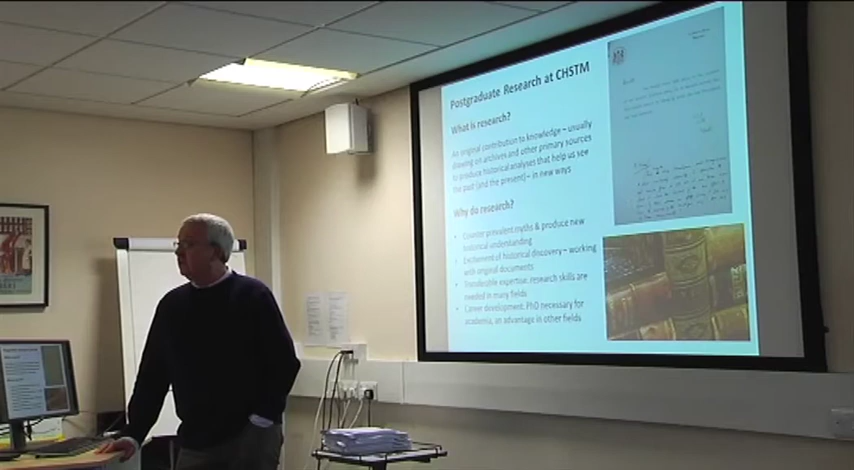 Postgraduate Research at CHSTM
What is research?
An original contribution to knowledge – usually
drawing on archives and other primary sources
to produce historical analyses that help us see
the past (and the present) – in new ways
Why do research?
• Counter prevalent myths & produce new
historical understanding
• Excitement of historical discovery – working
with original documents
• Transferable expertise: research skills are
needed in many fields
• Career development: PhD necessary for
academia, an advantage in other fields